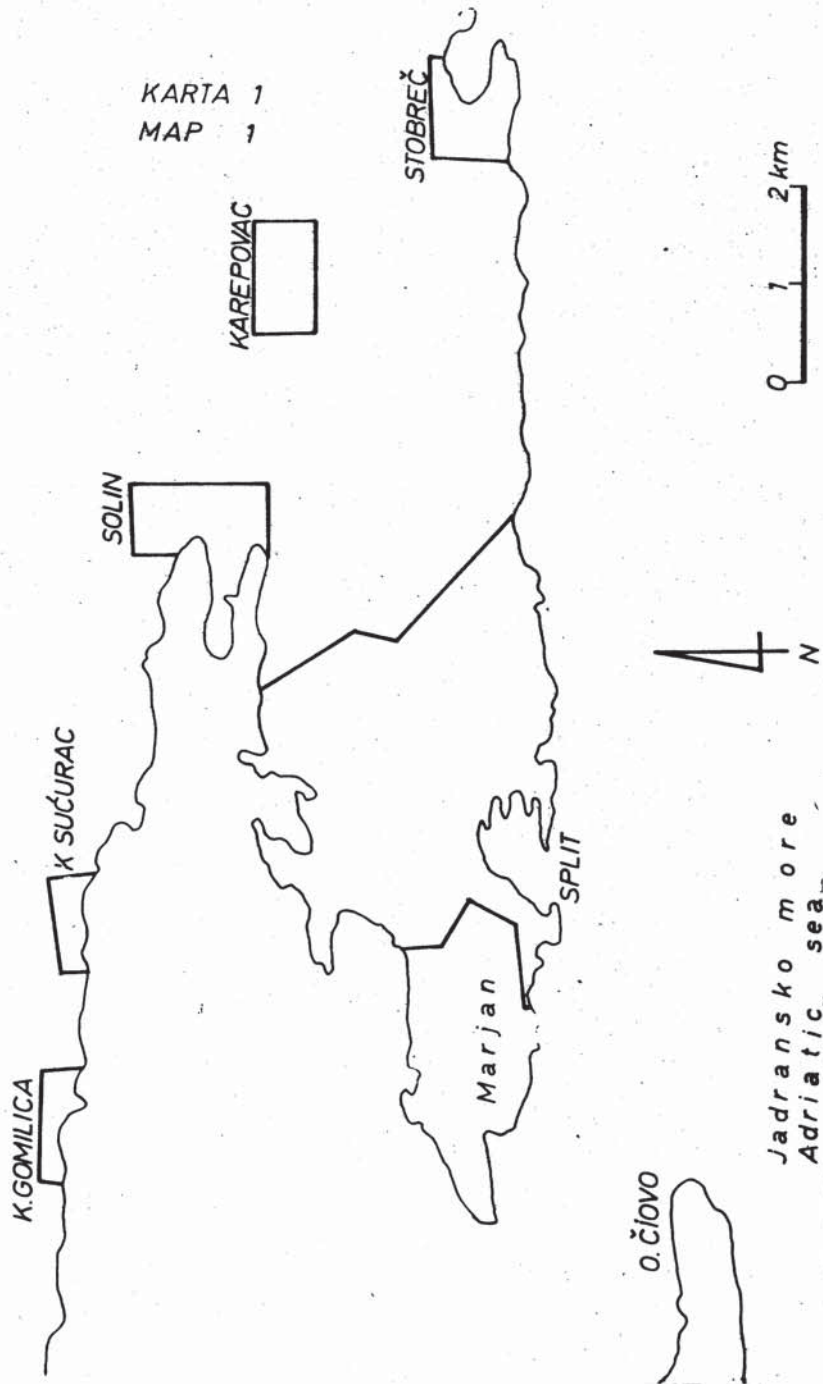 KARTA 1
MAP 1
K.GOMILICA
K SUĆURAC
SOLIN
KAREPOVAC
STOBREČ
Marjan
SPLIT
O. ČIOVO
Jadransko more
Adriatic sea
N
0 1 2 km